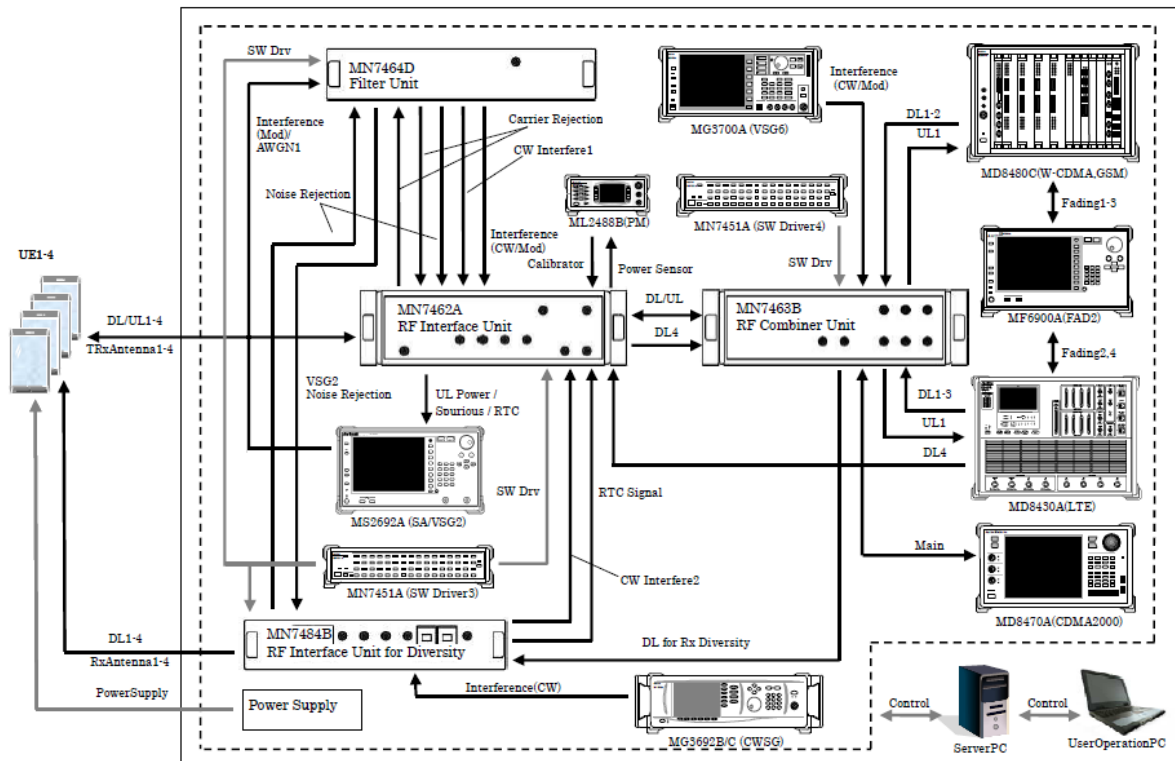 SW Drv
MN7464D
Filter Unit
Interference
(Mod)/
AWGN1
Carrier Rejection
CW Interfere1
Noise Rejection
Interference
(CW/Mod)
Calibrator
MG3700A (VSG6)
Interference
(CW/Mod)
DL1-2
UL1
MD8480C(W-CDMA,GSM)
ML2488B(PM)
MN7451A (SW Driver4)
Power Sensor
SW Drv
Fading1-3
UE1-4
MN7462A
RF Interface Unit
DL/UL
DL4
MN7463B
RF Combiner Unit
MF6900A(FAD2)
DL/UL1-4
TRxAntenna1-4
Fading2,4
VSG2
Noise Rejection
UL Power /
Spurious / RTC
DL1-3
UL1
DL4
MD8430A(LTE)
SW Drv
RTC Signal
MS2692A (SA/VSG2)
Main
MN7451A (SW Driver3)
CW Interfere2
MD8470A(CDMA2000)
MN7484B
RF Interface Unit for Diversity
DL1-4
RxAntenna1-4
DL for Rx Diversity
PowerSupply
Power Supply
Interference(CW)
MG3692B/C (CWSG)
Control
Control
ServerPC
UserOperationPC